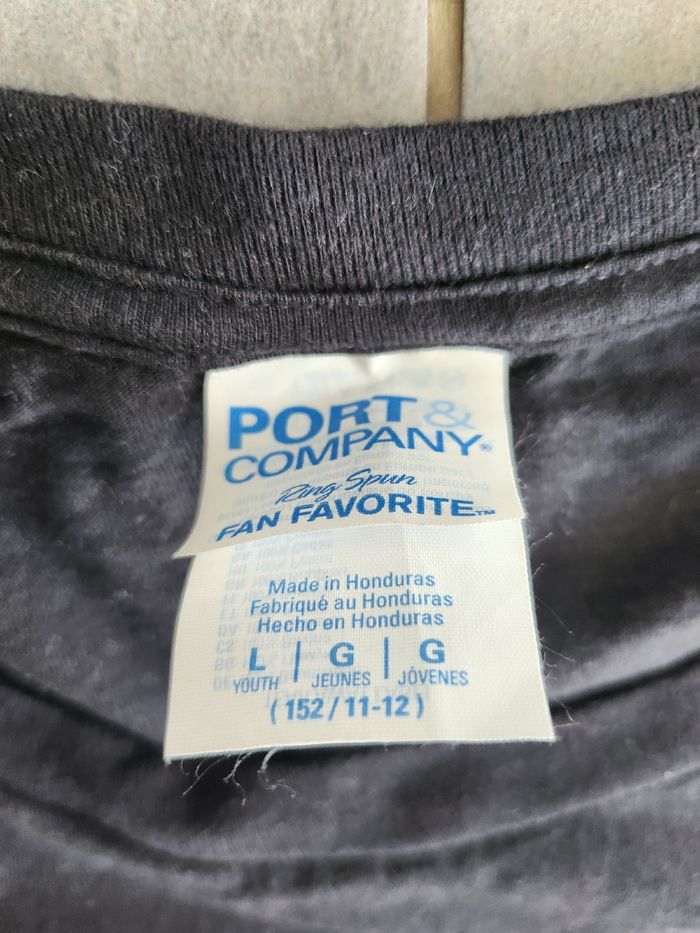 PORT &
COMPANY®
Ring Spun
FAN FAVORITE™
Made in Honduras
Fabriqué au Honduras
Hecho en Honduras
L | G | G
YOUTH JEUNES JÓVENES
(152/11-12)